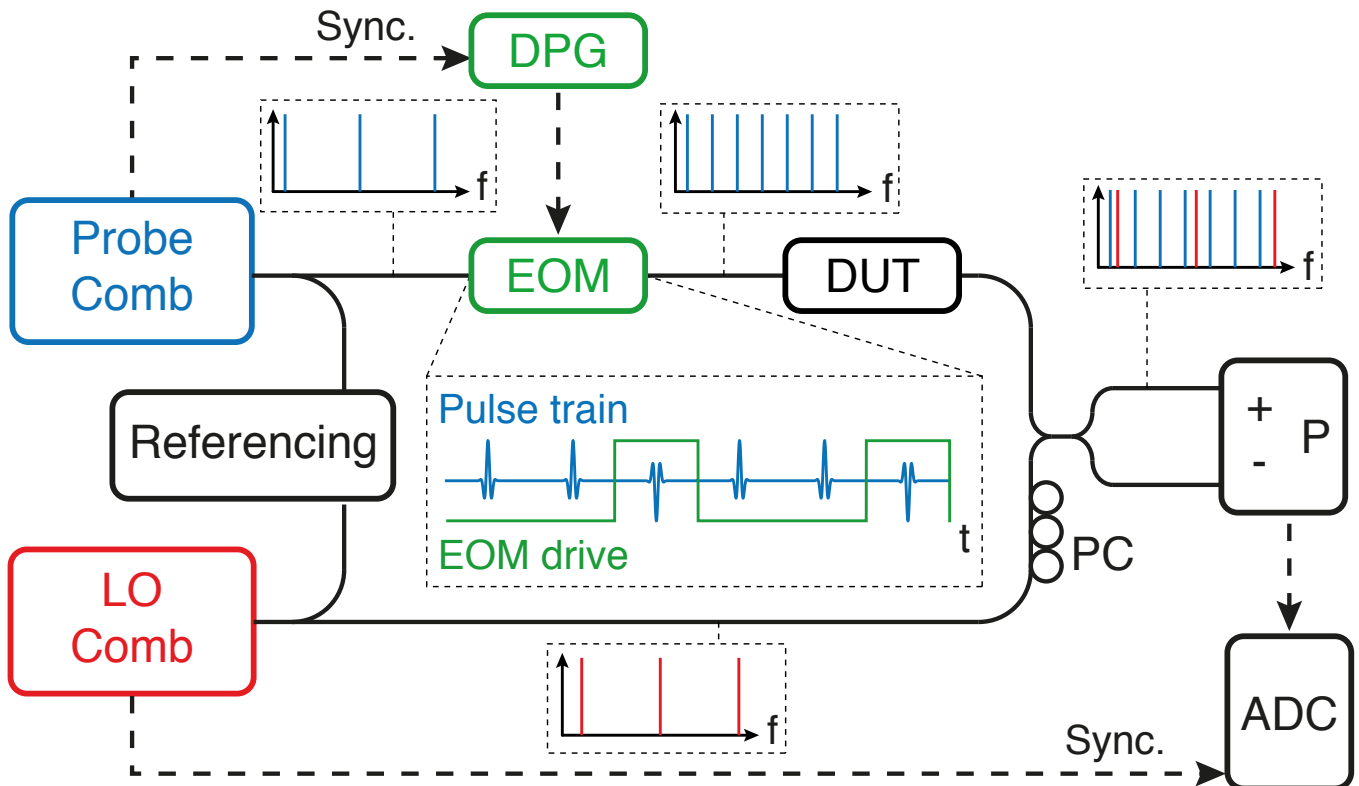 Sync.
DPG
f
f
Probe
Comb
EOM
DUT
f
Pulse train
Referencing
+
-
P
t
EOM drive
PC
LO
Comb
f
Sync.
ADC